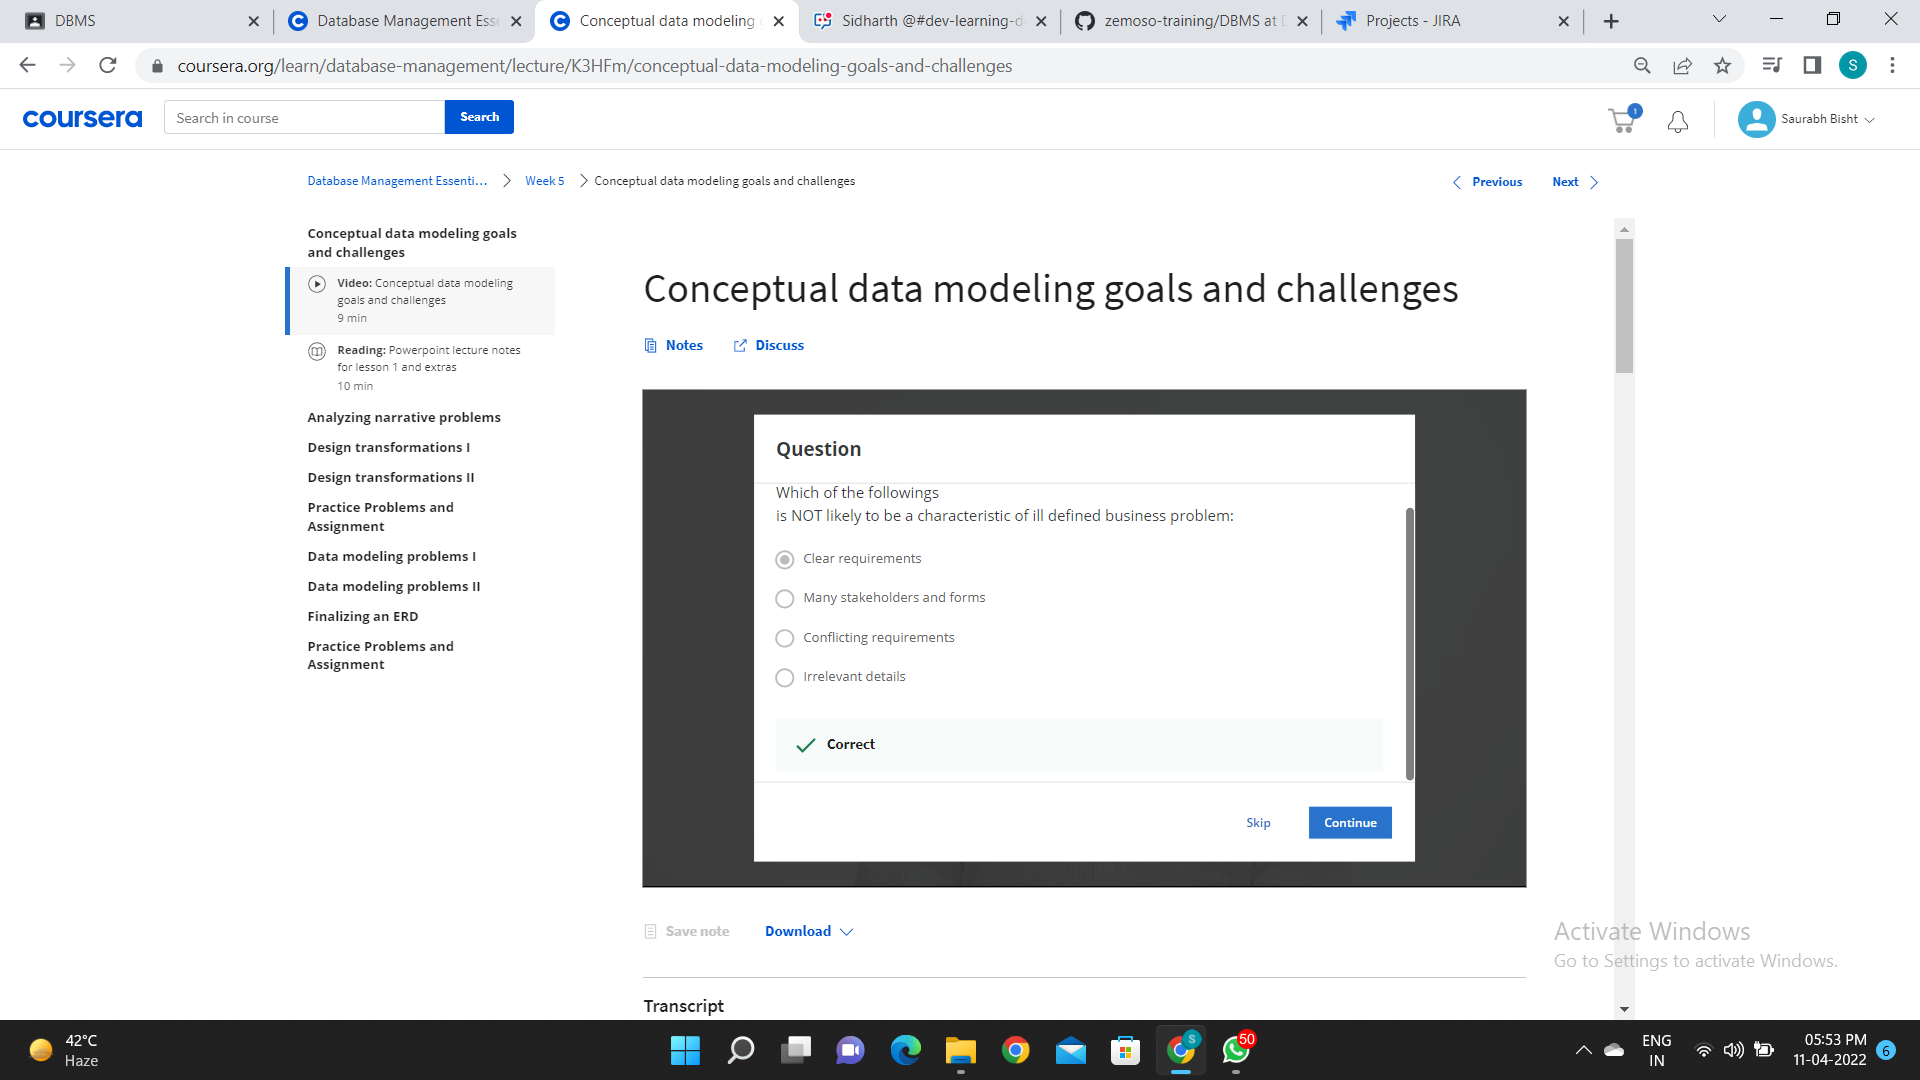 DBMS
Database Management Esse
Conceptual data modeling
Sidharth @#dev-learning-d
zemoso-training/DBMS at
Projects - JIRA
coursera.org/learn/database-management/lecture/K3HFm/conceptual-data-modeling-goals-and-challenges
S
coursera
Search in course
Search
1
Saurabh Bisht
Database Management Essenti...
Week 5
Conceptual data modeling goals and challenges
Previous
Next
Conceptual data modeling goals
and challenges
Video: Conceptual data modeling
goals and challenges
9 min
Reading: Powerpoint lecture notes
for lesson 1 and extras
10 min
Analyzing narrative problems
Design transformations I
Design transformations II
Practice Problems and
Assignment
Data modeling problems I
Data modeling problems II
Finalizing an ERD
Practice Problems and
Assignment
Conceptual data modeling goals and challenges
Notes
Discuss
Question
Which of the followings
is NOT likely to be a characteristic of ill defined business problem:
Clear requirements
Many stakeholders and forms
Conflicting requirements
Irrelevant details
Correct
Skip
Continue
Save note
Download
Transcript
Activate Windows
Go to Settings to activate Windows.
42°C
Haze
S
50
ENG
IN
05:53 PM
11-04-2022
6